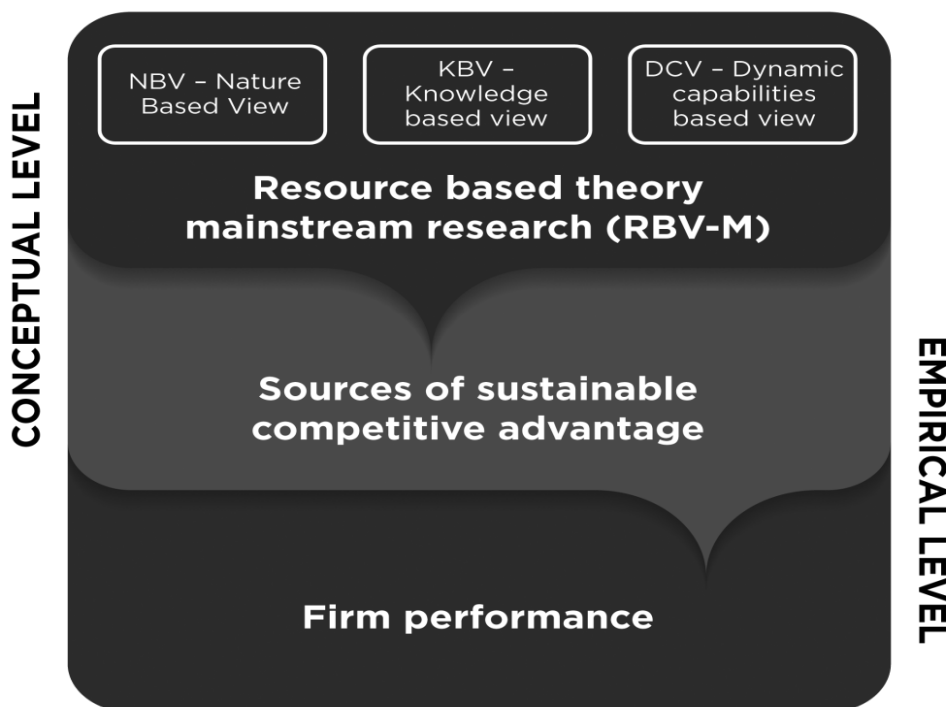 CONCEPTUAL LEVEL
NBV – Nature
Based View
KBV –
Knowledge
based view
DCV – Dynamic
capabilities
based view
Resource based theory
mainstream research (RBV-M)
Sources of sustainable
competitive advantage
Firm performance
EMPIRICAL LEVEL